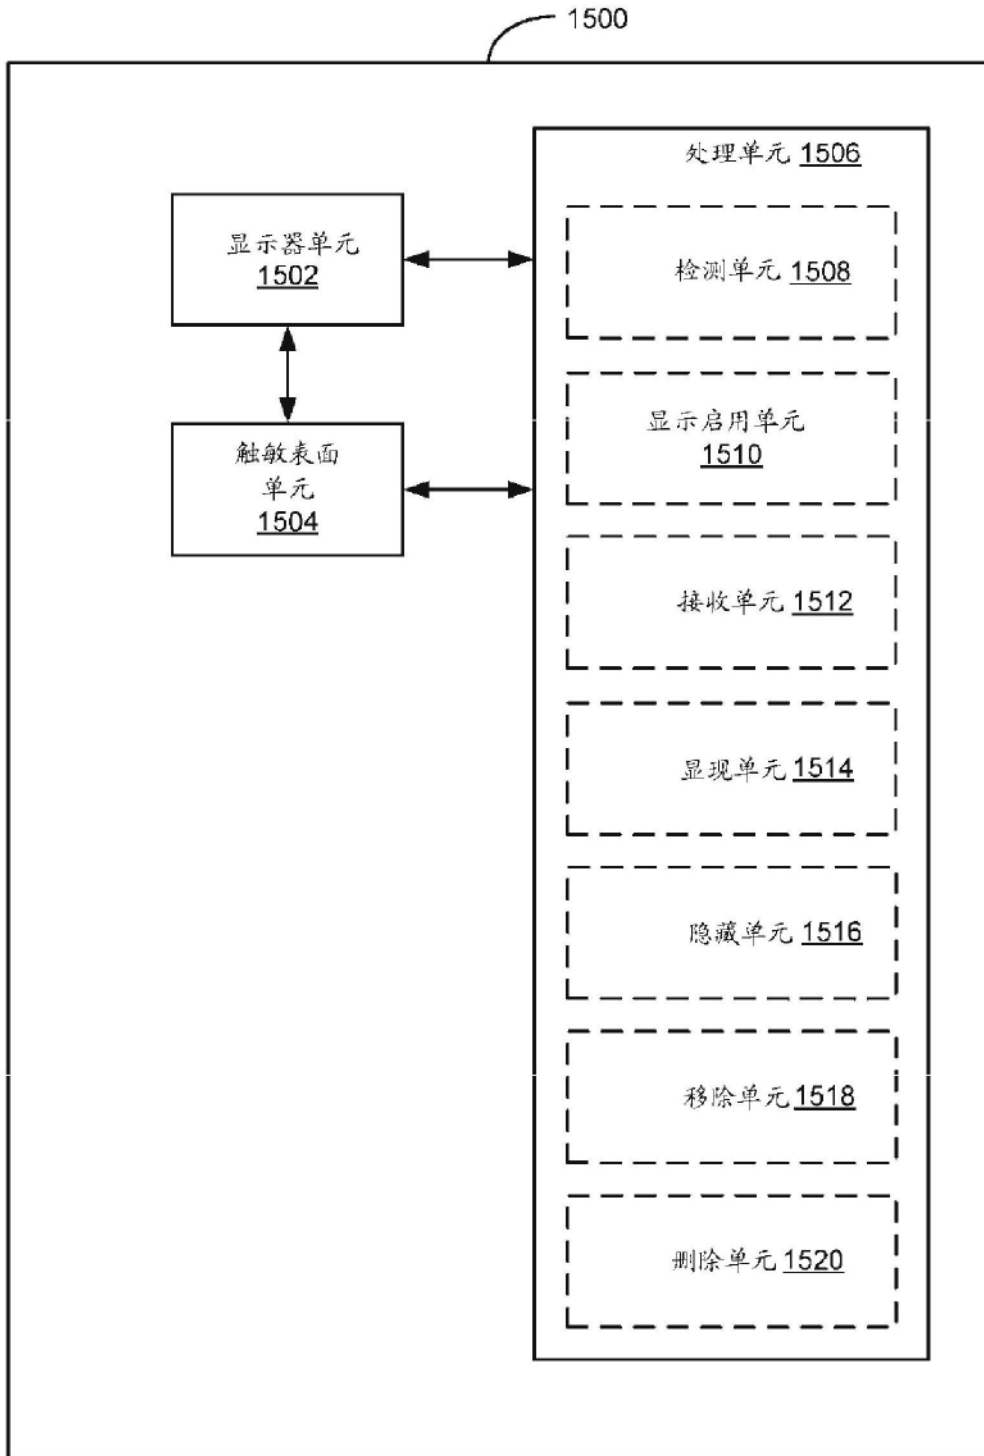 1500
处理单元 1506
显示器单元
1502
检测单元 1508
显示启用单元
1510
触敏表面
单元
1504
接收单元 1512
显现单元 1514
隐藏单元 1516
移除单元 1518
删除单元 1520